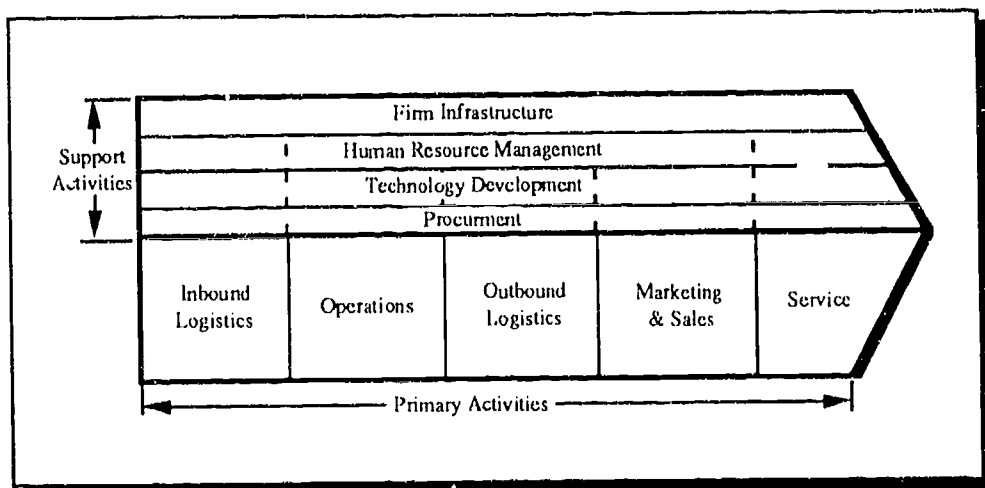 Firm Infrastructure
Human Resource Management
Support
Activities
Technology Development
Procurment
Inbound
Logistics
Operations
Outbound
Logistics
Marketing
& Sales
Service
Primary Activities